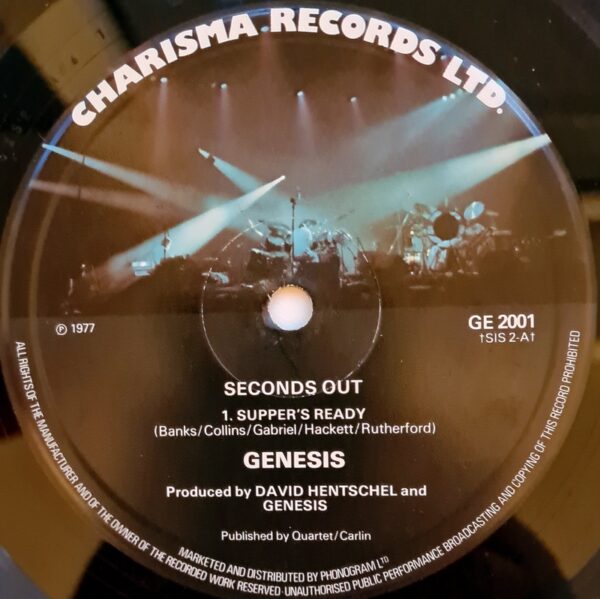 CHARISMA RECORDS LTD.
℗ 1977
GE 2001
†SIS 2-A†
SECONDS OUT
1. SUPPER'S READY
(Banks/Collins/Gabriel/Hackett/Rutherford)
GENESIS
Produced by DAVID HENTSCHEL and
GENESIS
Published by Quartet/Carlin
MARKETED AND DISTRIBUTED BY PHONOGRAM LTD
ALL RIGHTS OF THE MANUFACTURER AND OF THE OWNER OF THE RECORDED WORK RESERVED · UNAUTHORISED PUBLIC PERFORMANCE BROADCASTING AND COPYING OF THIS RECORD PROHIBITED